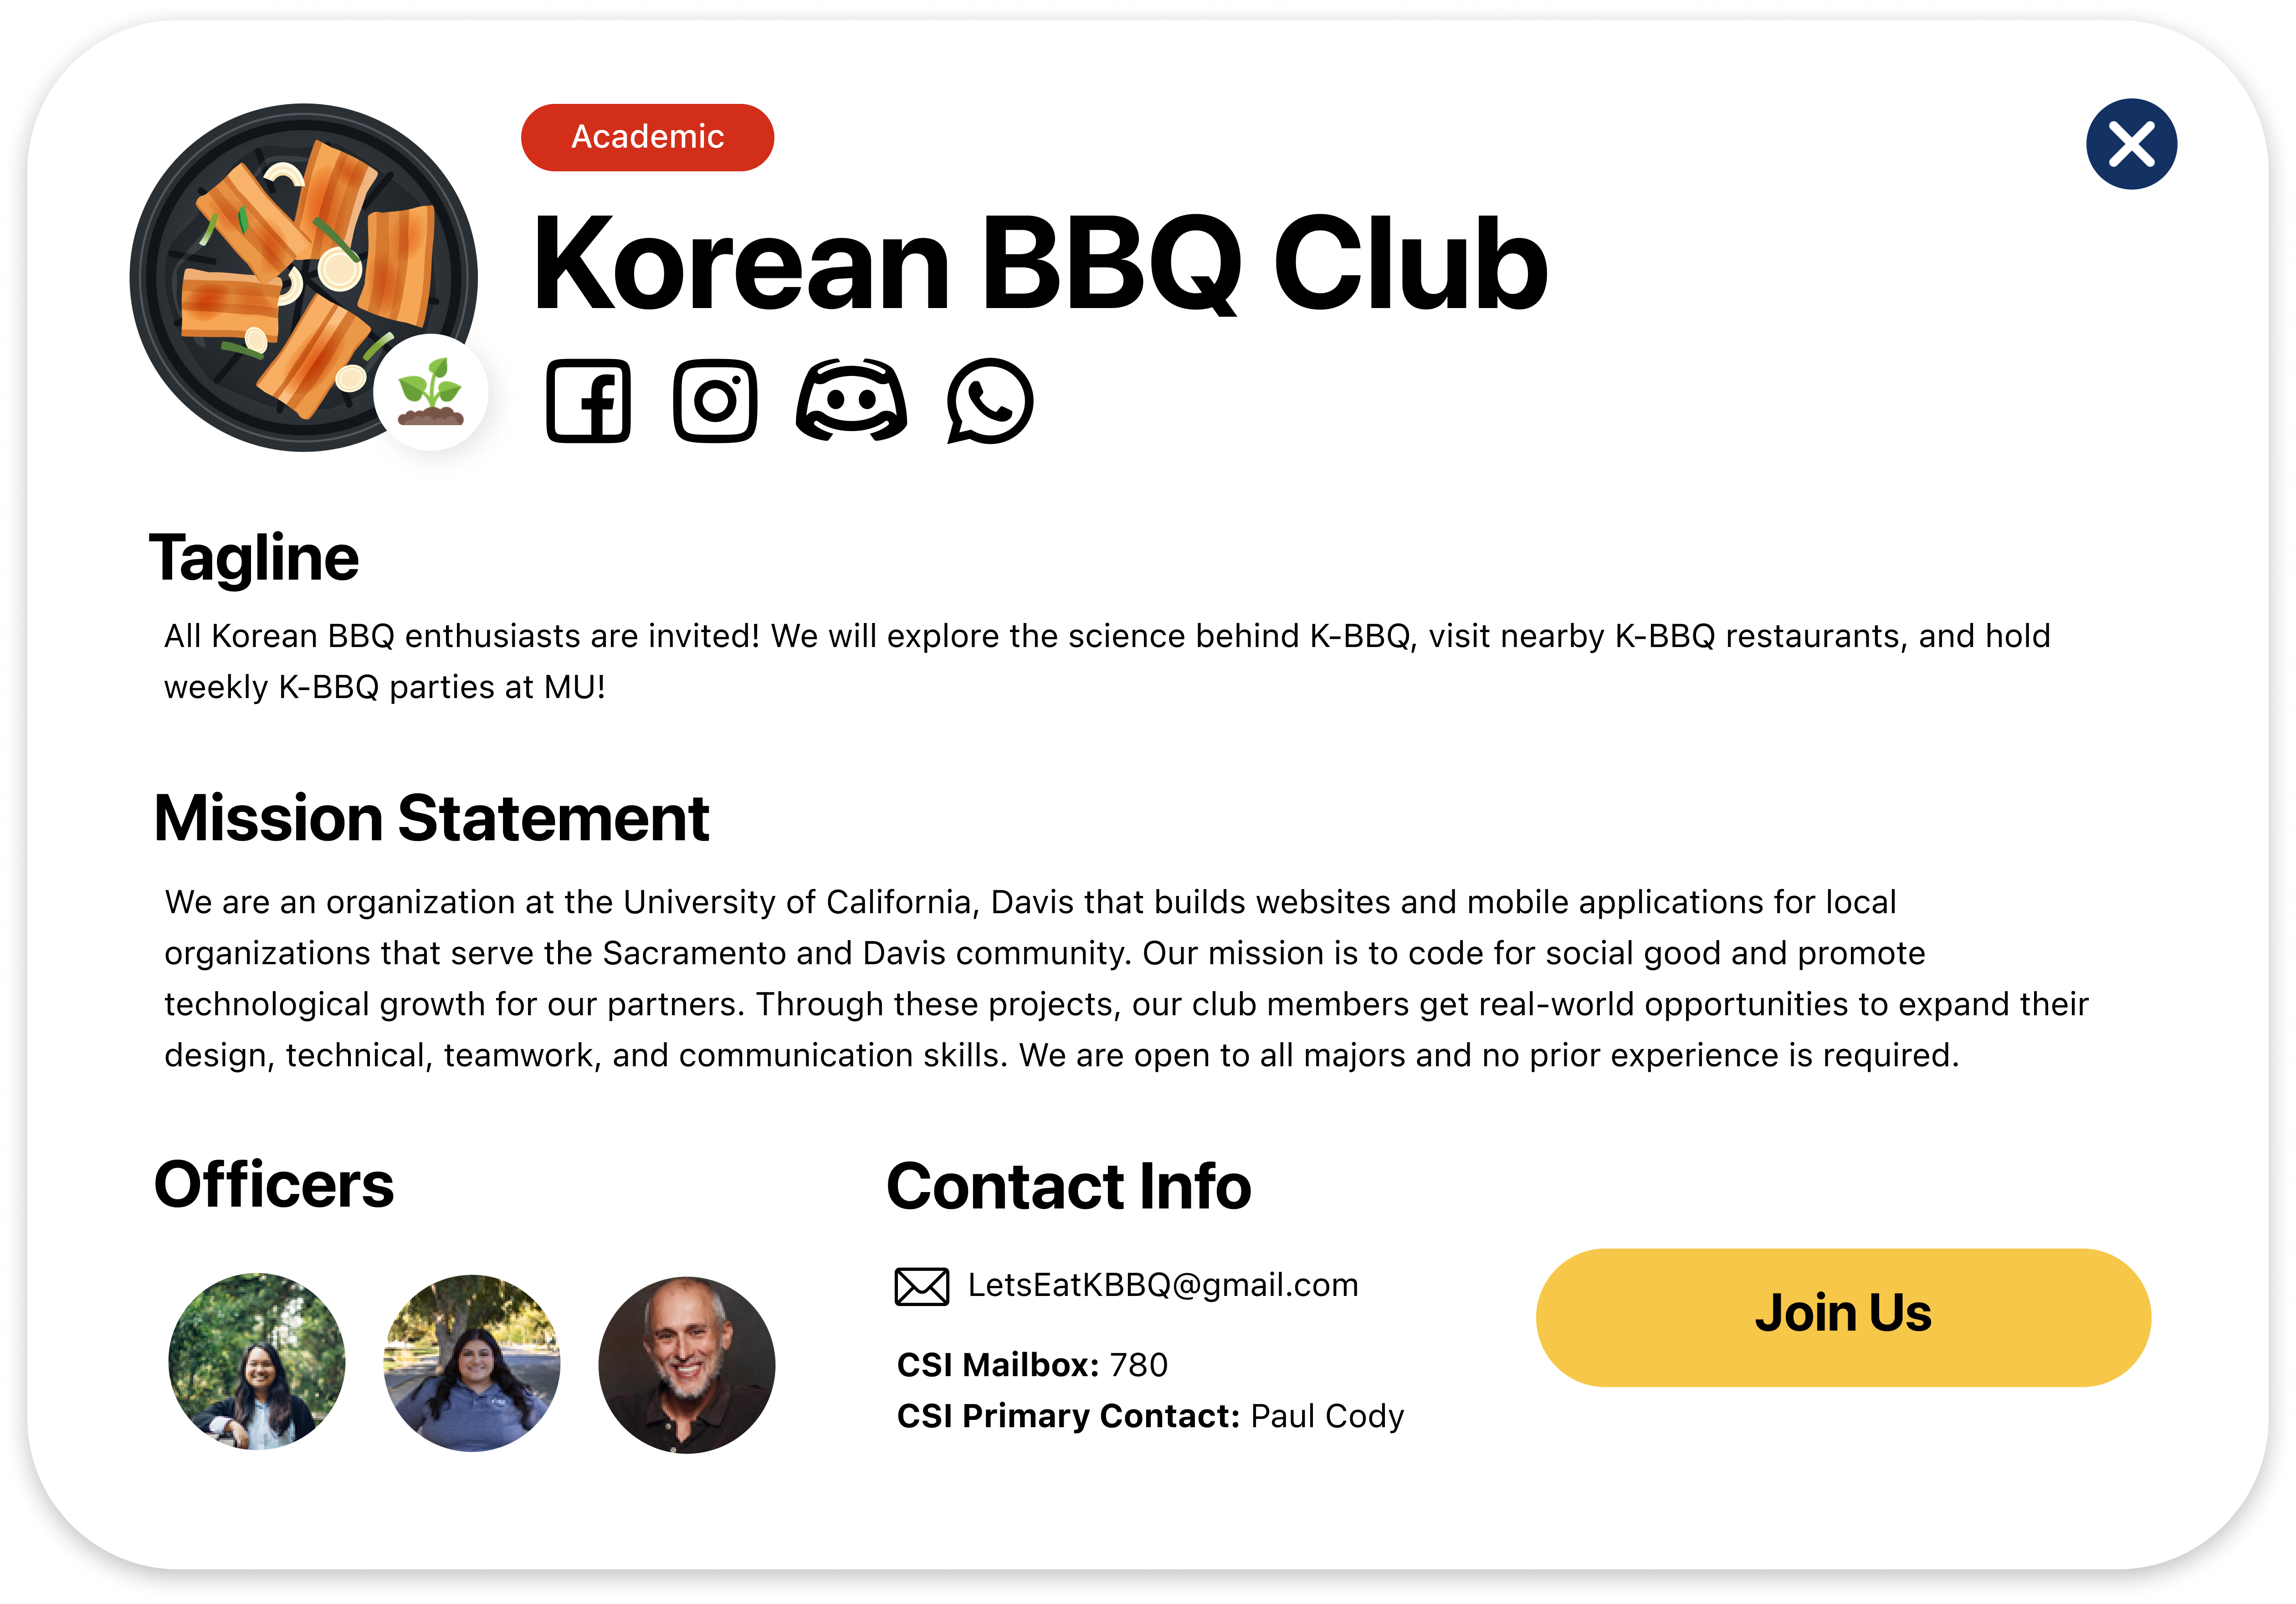 Academic
Korean BBQ Club
Tagline
All Korean BBQ enthusiasts are invited! We will explore the science behind K-BBQ, visit nearby K-BBQ restaurants, and hold
weekly K-BBQ parties at MU!
Mission Statement
We are an organization at the University of California, Davis that builds websites and mobile applications for local
organizations that serve the Sacramento and Davis community. Our mission is to code for social good and promote
technological growth for our partners. Through these projects, our club members get real-world opportunities to expand their
design, technical, teamwork, and communication skills. We are open to all majors and no prior experience is required.
Officers
Contact Info
LetsEatKBBQ@gmail.com
CSI Mailbox: 780
CSI Primary Contact: Paul Cody
Join Us